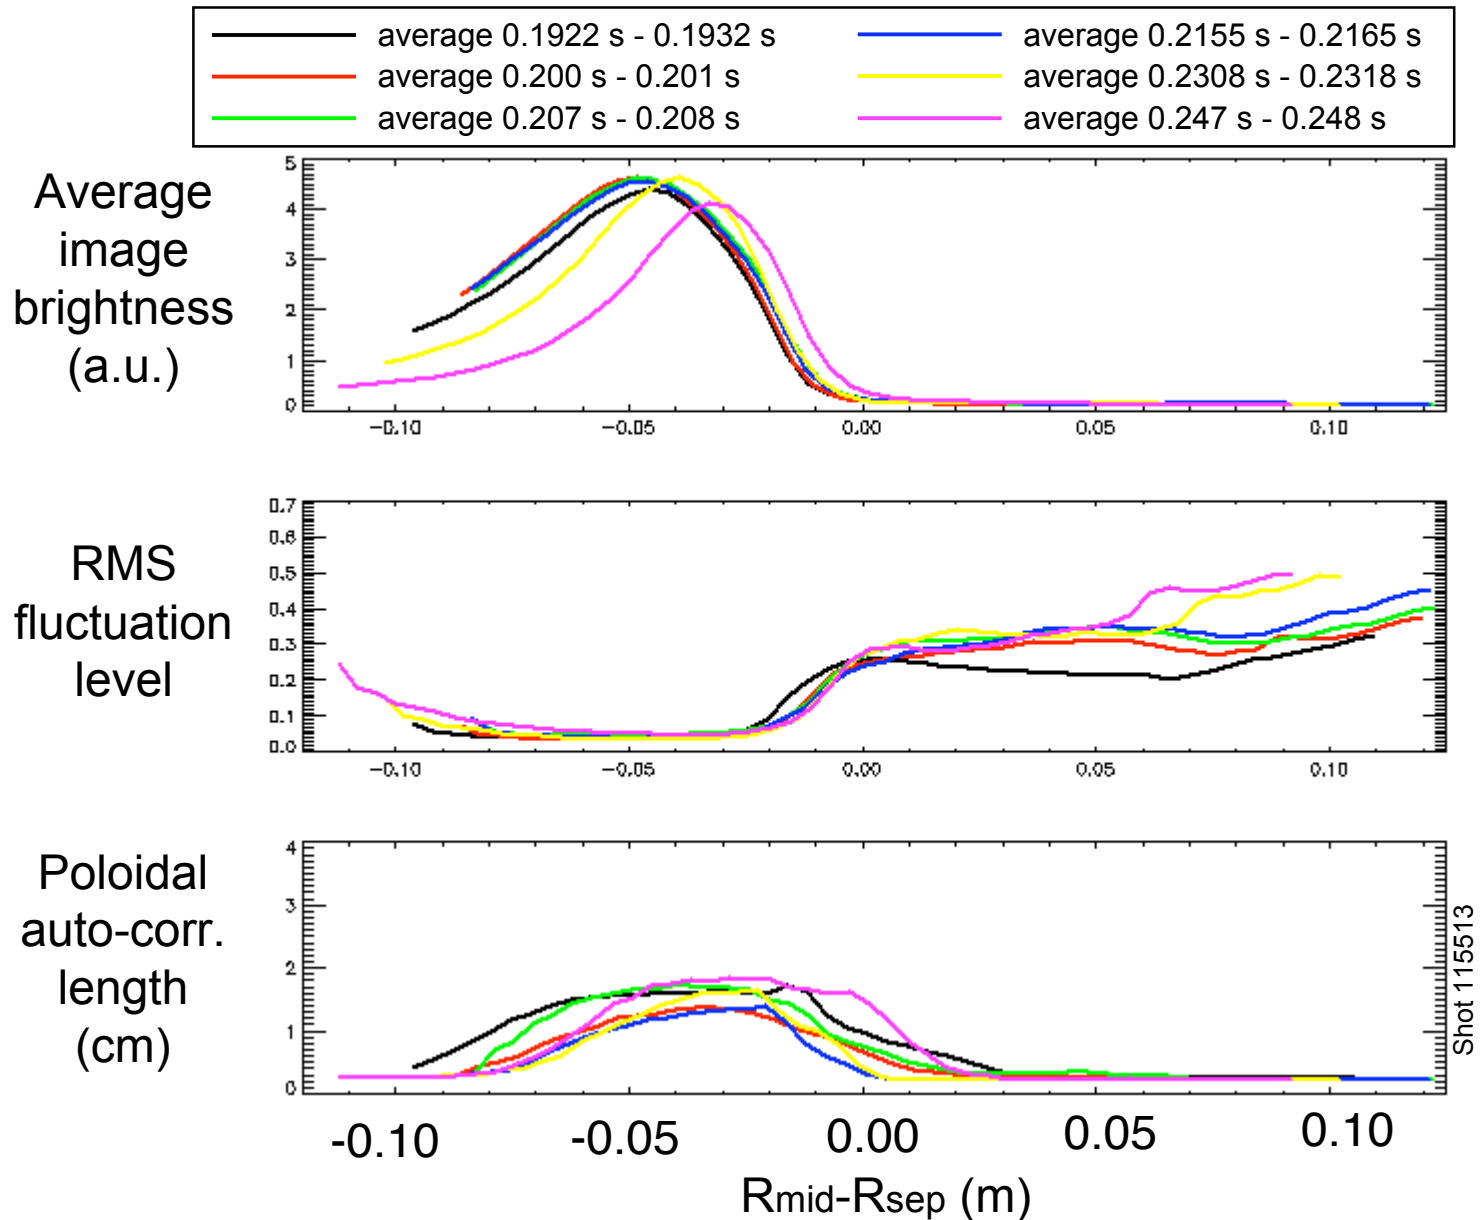 average 0.1922 s - 0.1932 s
average 0.2155 s - 0.2165 s
average 0.200 s - 0.201 s
average 0.2308 s - 0.2318 s
average 0.207 s - 0.208 s
average 0.247 s - 0.248 s
Average
image
brightness
(a.u.)
5
4
3
2
1
0
-0.10 -0.05 0.00 0.05 0.10
RMS
fluctuation
level
0.7
0.6
0.5
0.4
0.3
0.2
0.1
0.0
-0.10 -0.05 0.00 0.05 0.10
Poloidal
auto-corr.
length
(cm)
4
3
2
1
0
-0.10 -0.05 0.00 0.05 0.10
Rmid-Rsep (m)
Shot 115513